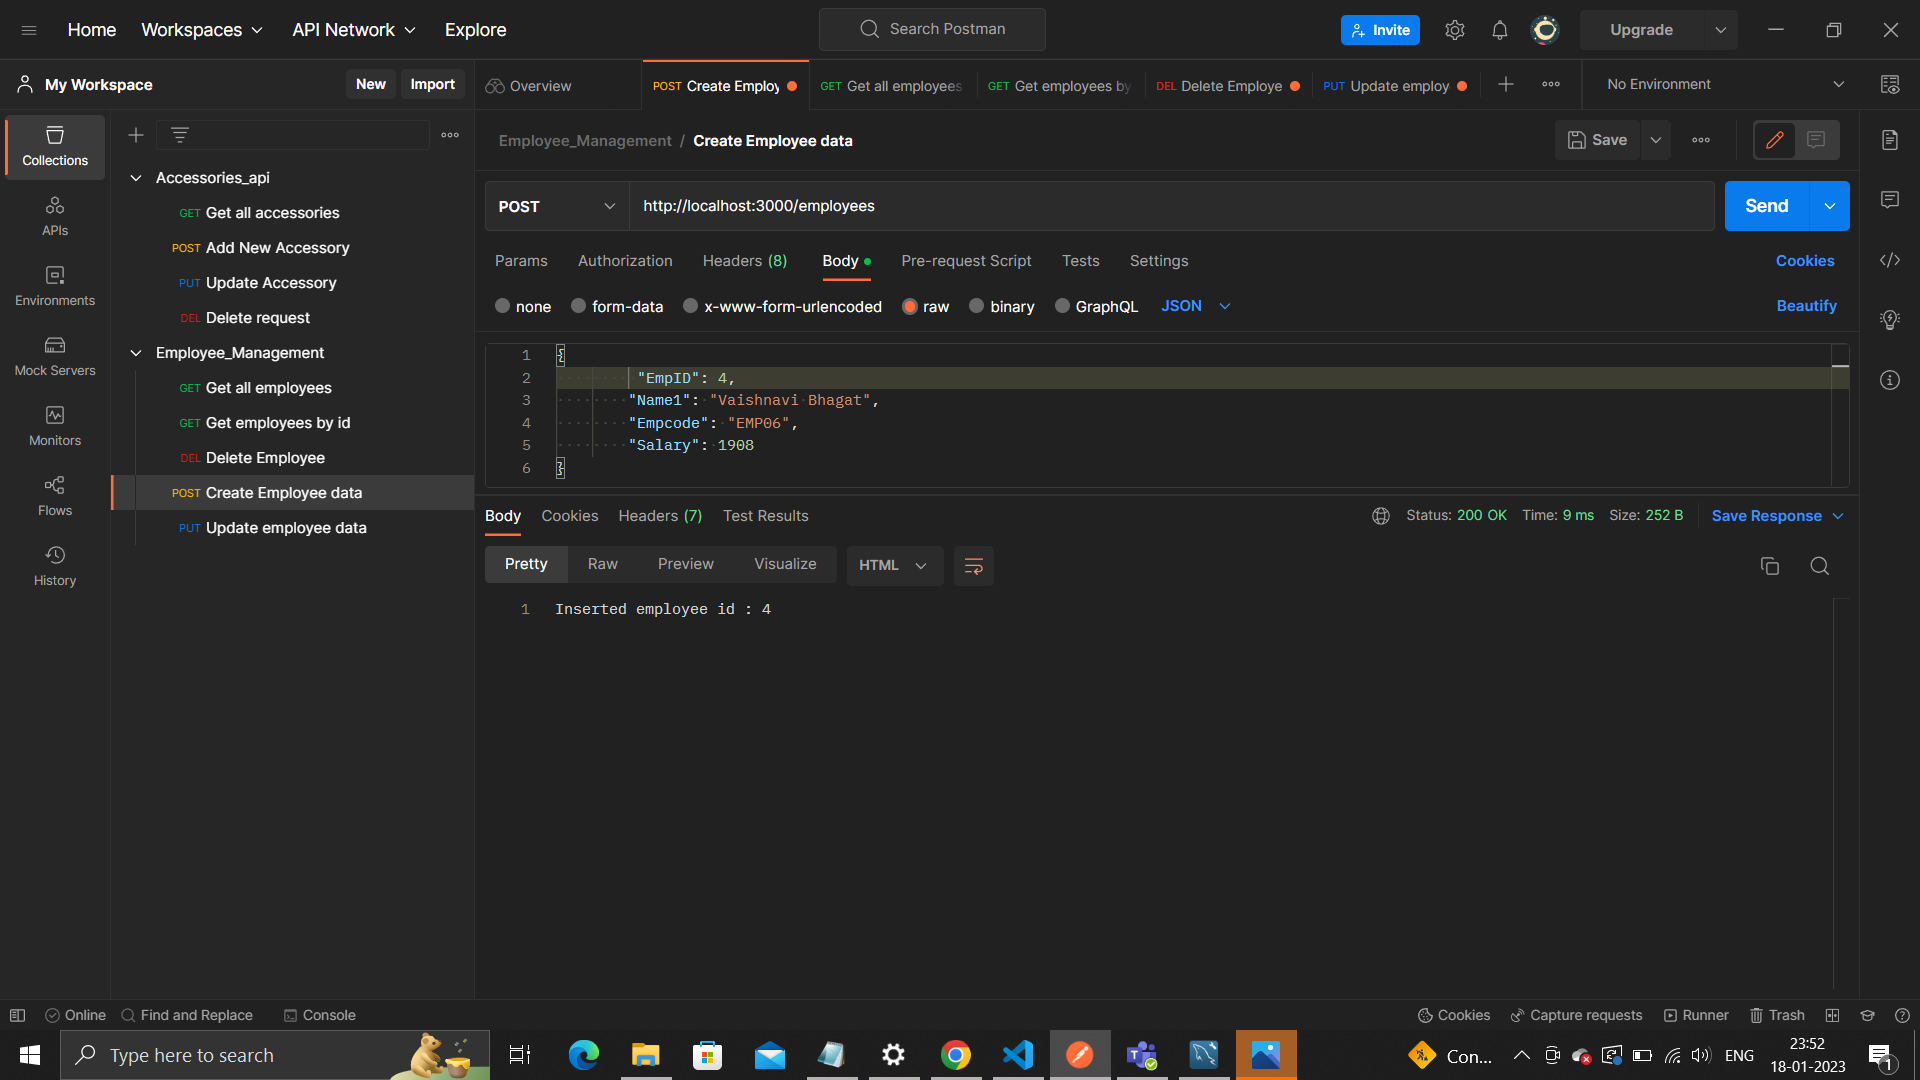 Home Workspaces API Network Explore Search Postman Invite Upgrade
My Workspace New Import Overview POST Create Employ GET Get all employees GET Get employees by DEL Delete Employe PUT Update employ No Environment
Collections
APIs
Environments
Mock Servers
Monitors
Flows
History
Accessories_api
GET Get all accessories
POST Add New Accessory
PUT Update Accessory
DEL Delete request
Employee_Management
GET Get all employees
GET Get employees by id
DEL Delete Employee
POST Create Employee data
PUT Update employee data
Employee_Management / Create Employee data Save
POST http://localhost:3000/employees Send
Params Authorization Headers (8) Body Pre-request Script Tests Settings Cookies
none form-data x-www-form-urlencoded raw binary GraphQL JSON Beautify
1 {
2 "EmpID": 4,
3 "Name1": "Vaishnavi Bhagat",
4 "Empcode": "EMP06",
5 "Salary": 1908
6 }
Body Cookies Headers (7) Test Results Status: 200 OK Time: 9 ms Size: 252 B Save Response
Pretty Raw Preview Visualize HTML
1 Inserted employee id : 4
Online Find and Replace Console Cookies Capture requests Runner Trash
Type here to search Con... ENG 23:52
18-01-2023 1